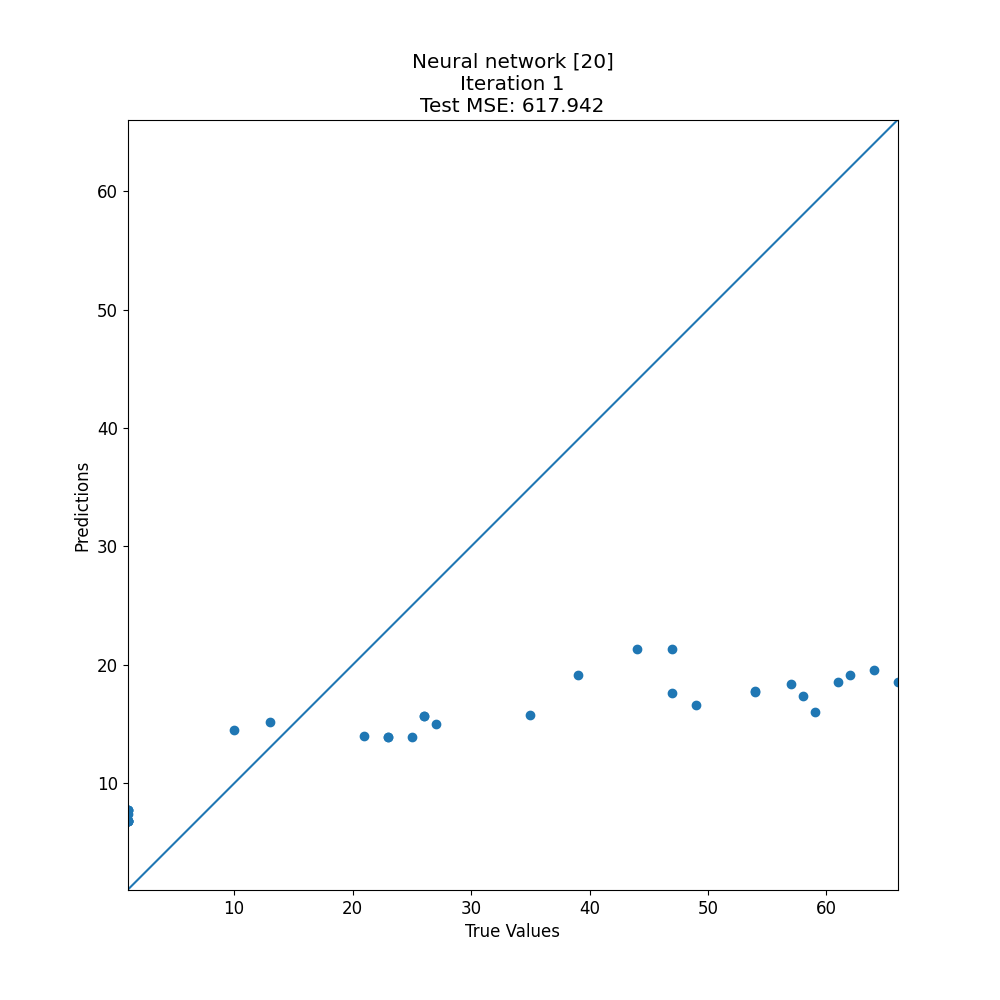 Neural network [20]
Iteration 1
Test MSE: 617.942
60
50
40
30
20
10
Predictions
10 20 30 40 50 60
True Values